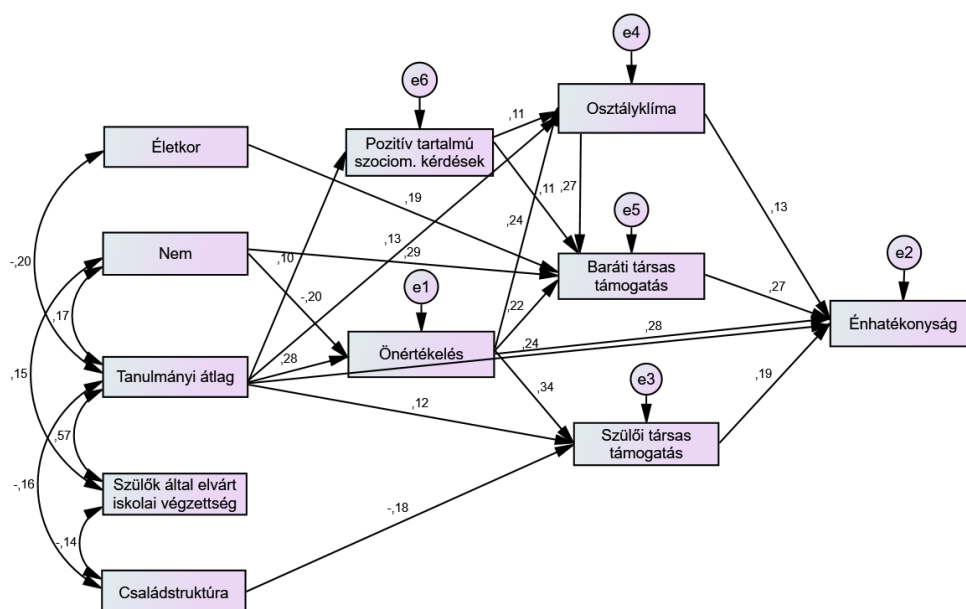 e4
e6
Osztályklíma
Pozitív tartalmú
szociom. kérdések
,11
Életkor
,19
,11
,27
e5
,13
-,20
Nem
,24
,13
,29
,10
Baráti társas
támogatás
e2
,17
-,20
e1
,22
,27
Önértékelés
,28
Énhatékonyság
,15
Tanulmányi átlag
,28
,24
e3
,34
,19
,12
Szülői társas
támogatás
,57
-,16
Szülők által elvárt
iskolai végzettség
-,18
-,14
Családstruktúra